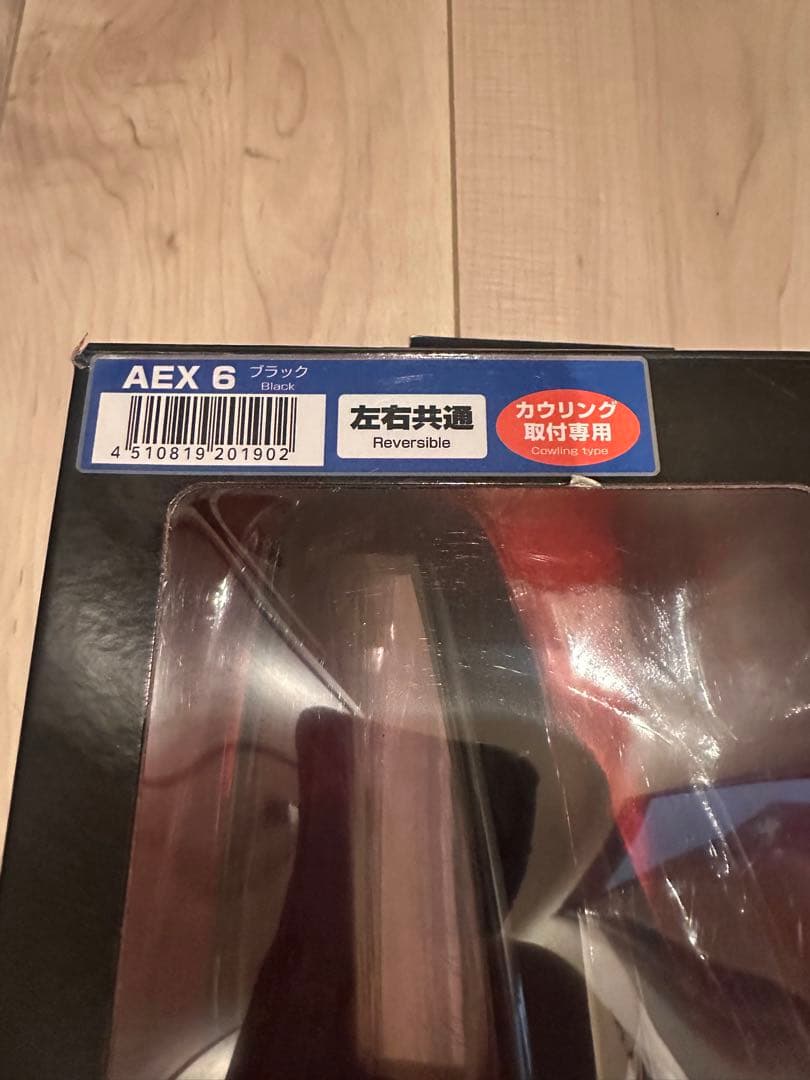 AEX 6 ブラック
Black
4 510819 201902
左右共通
Reversible
カウリング
取付専用
Cowling type